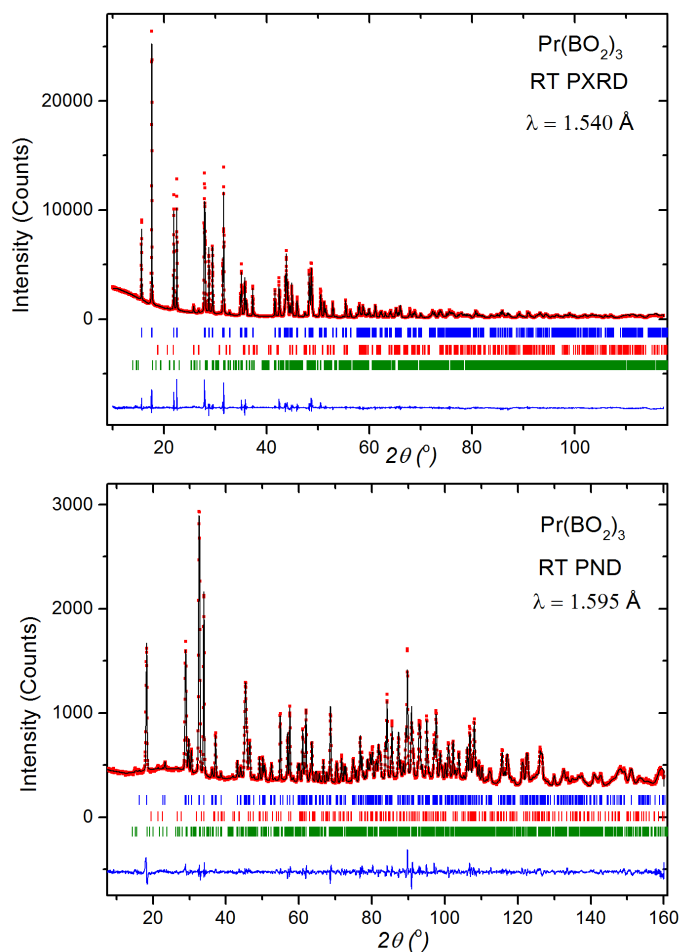 Pr(BO₂)₃
RT PXRD
λ = 1.540 Å
Intensity (Counts)
20000
10000
0
20 40 60 80 100
2θ (°)
Pr(BO₂)₃
RT PND
λ = 1.595 Å
Intensity (Counts)
3000
2000
1000
0
20 40 60 80 100 120 140 160
2θ (°)